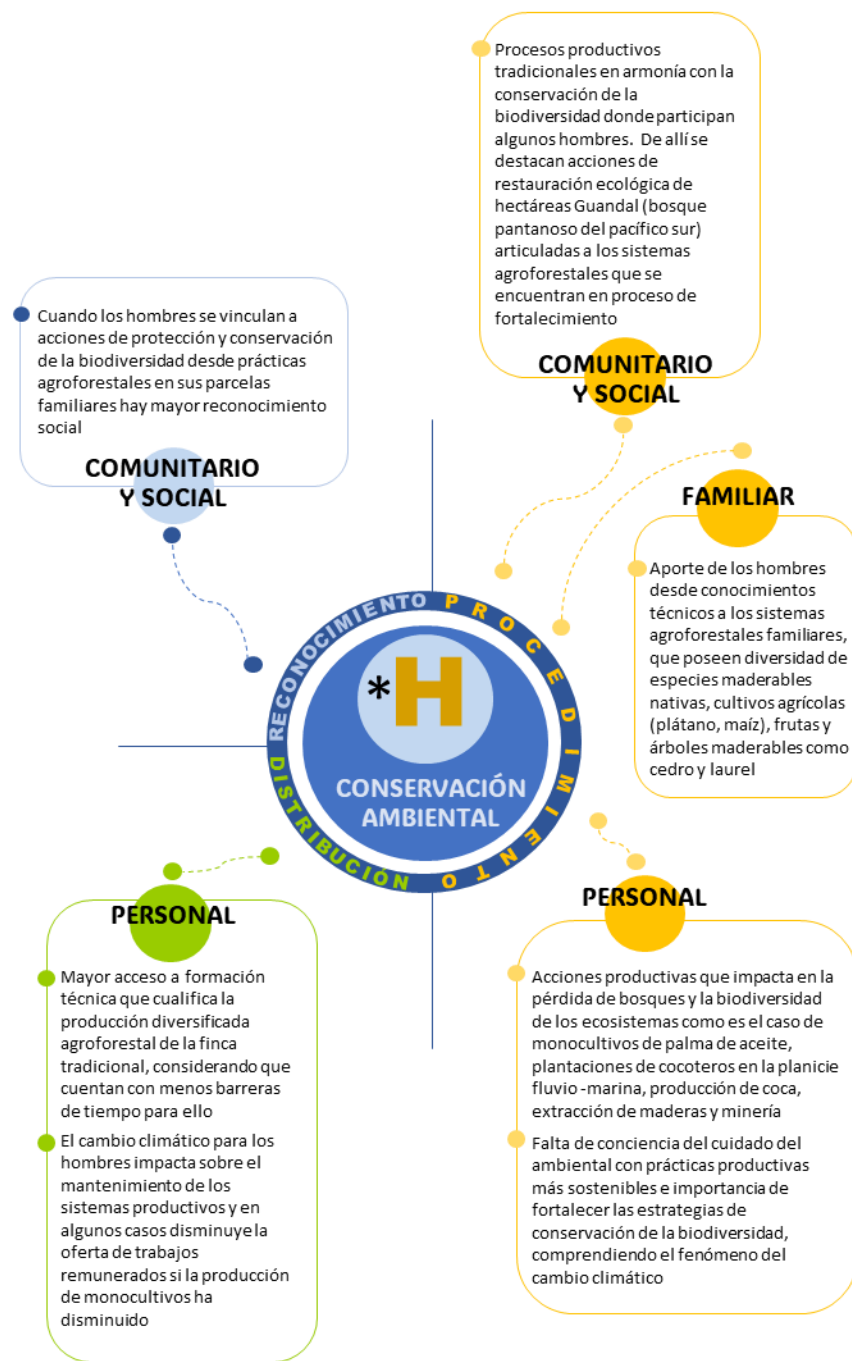 Procesos productivos
tradicionales en armonía con la
conservación de la
biodiversidad donde participan
algunos hombres. De allí se
destacan acciones de
restauración ecológica de
hectáreas Guandal (bosque
pantanoso del pacífico sur)
articuladas a los sistemas
agroforestales que se
encuentran en proceso de
fortalecimiento
COMUNITARIO
Y SOCIAL
Cuando los hombres se vinculan a
acciones de protección y conservación
de la biodiversidad desde prácticas
agroforestales en sus parcelas
familiares hay mayor reconocimiento
social
COMUNITARIO
Y SOCIAL
FAMILIAR
Aporte de los hombres
desde conocimientos
técnicos a los sistemas
agroforestales familiares,
que poseen diversidad de
especies maderables
nativas, cultivos agrícolas
(plátano, maíz), frutas y
árboles maderables como
cedro y laurel
RECONOCIMIENTO
PROCEDIMIENTO
DISTRIBUCIÓN
*H
CONSERVACIÓN
AMBIENTAL
PERSONAL
Mayor acceso a formación
técnica que cualifica la
producción diversificada
agroforestal de la finca
tradicional, considerando que
cuentan con menos barreras
de tiempo para ello
El cambio climático para los
hombres impacta sobre el
mantenimiento de los
sistemas productivos y en
algunos casos disminuye la
oferta de trabajos
remunerados si la producción
de monocultivos ha
disminuido
PERSONAL
Acciones productivas que impacta en la
pérdida de bosques y la biodiversidad
de los ecosistemas como es el caso de
monocultivos de palma de aceite,
plantaciones de cocoteros en la planicie
fluvio -marina, producción de coca,
extracción de maderas y minería
Falta de conciencia del cuidado del
ambiental con prácticas productivas
más sostenibles e importancia de
fortalecer las estrategias de
conservación de la biodiversidad,
comprendiendo el fenómeno del
cambio climático